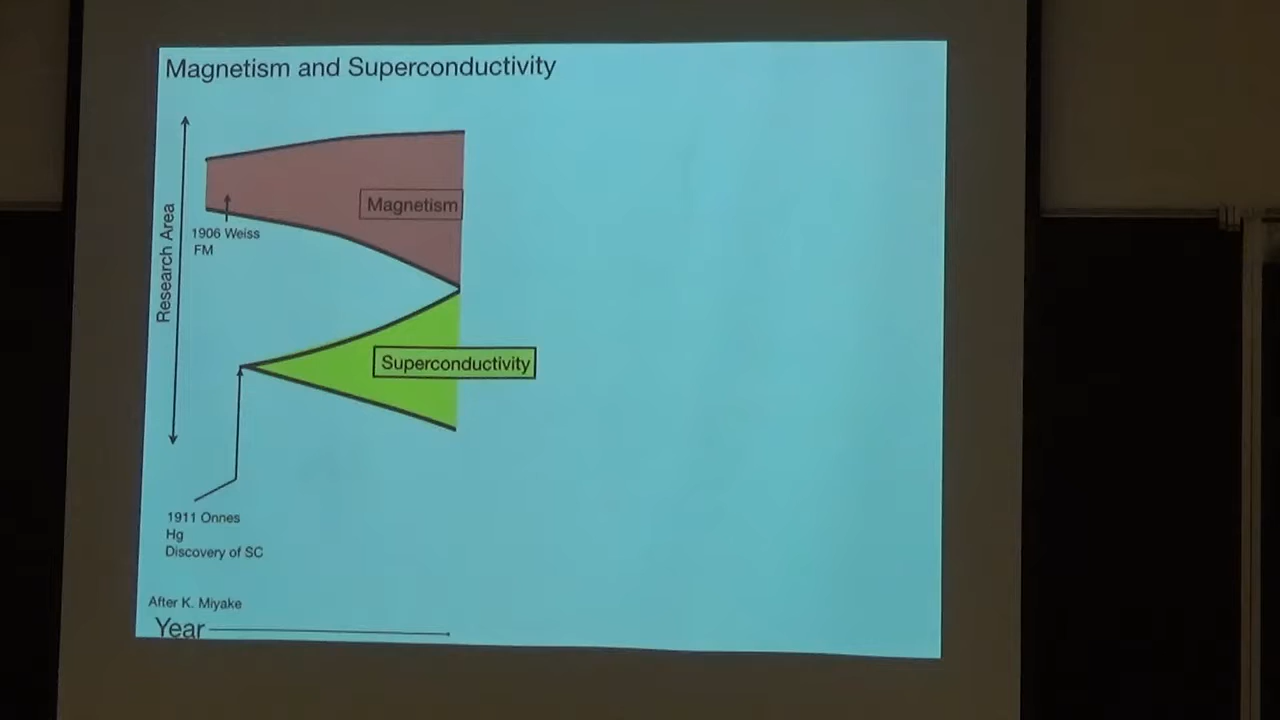 Magnetism and Superconductivity
Research Area
Magnetism
1906 Weiss
FM
Superconductivity
1911 Onnes
Hg
Discovery of SC
After K. Miyake
Year